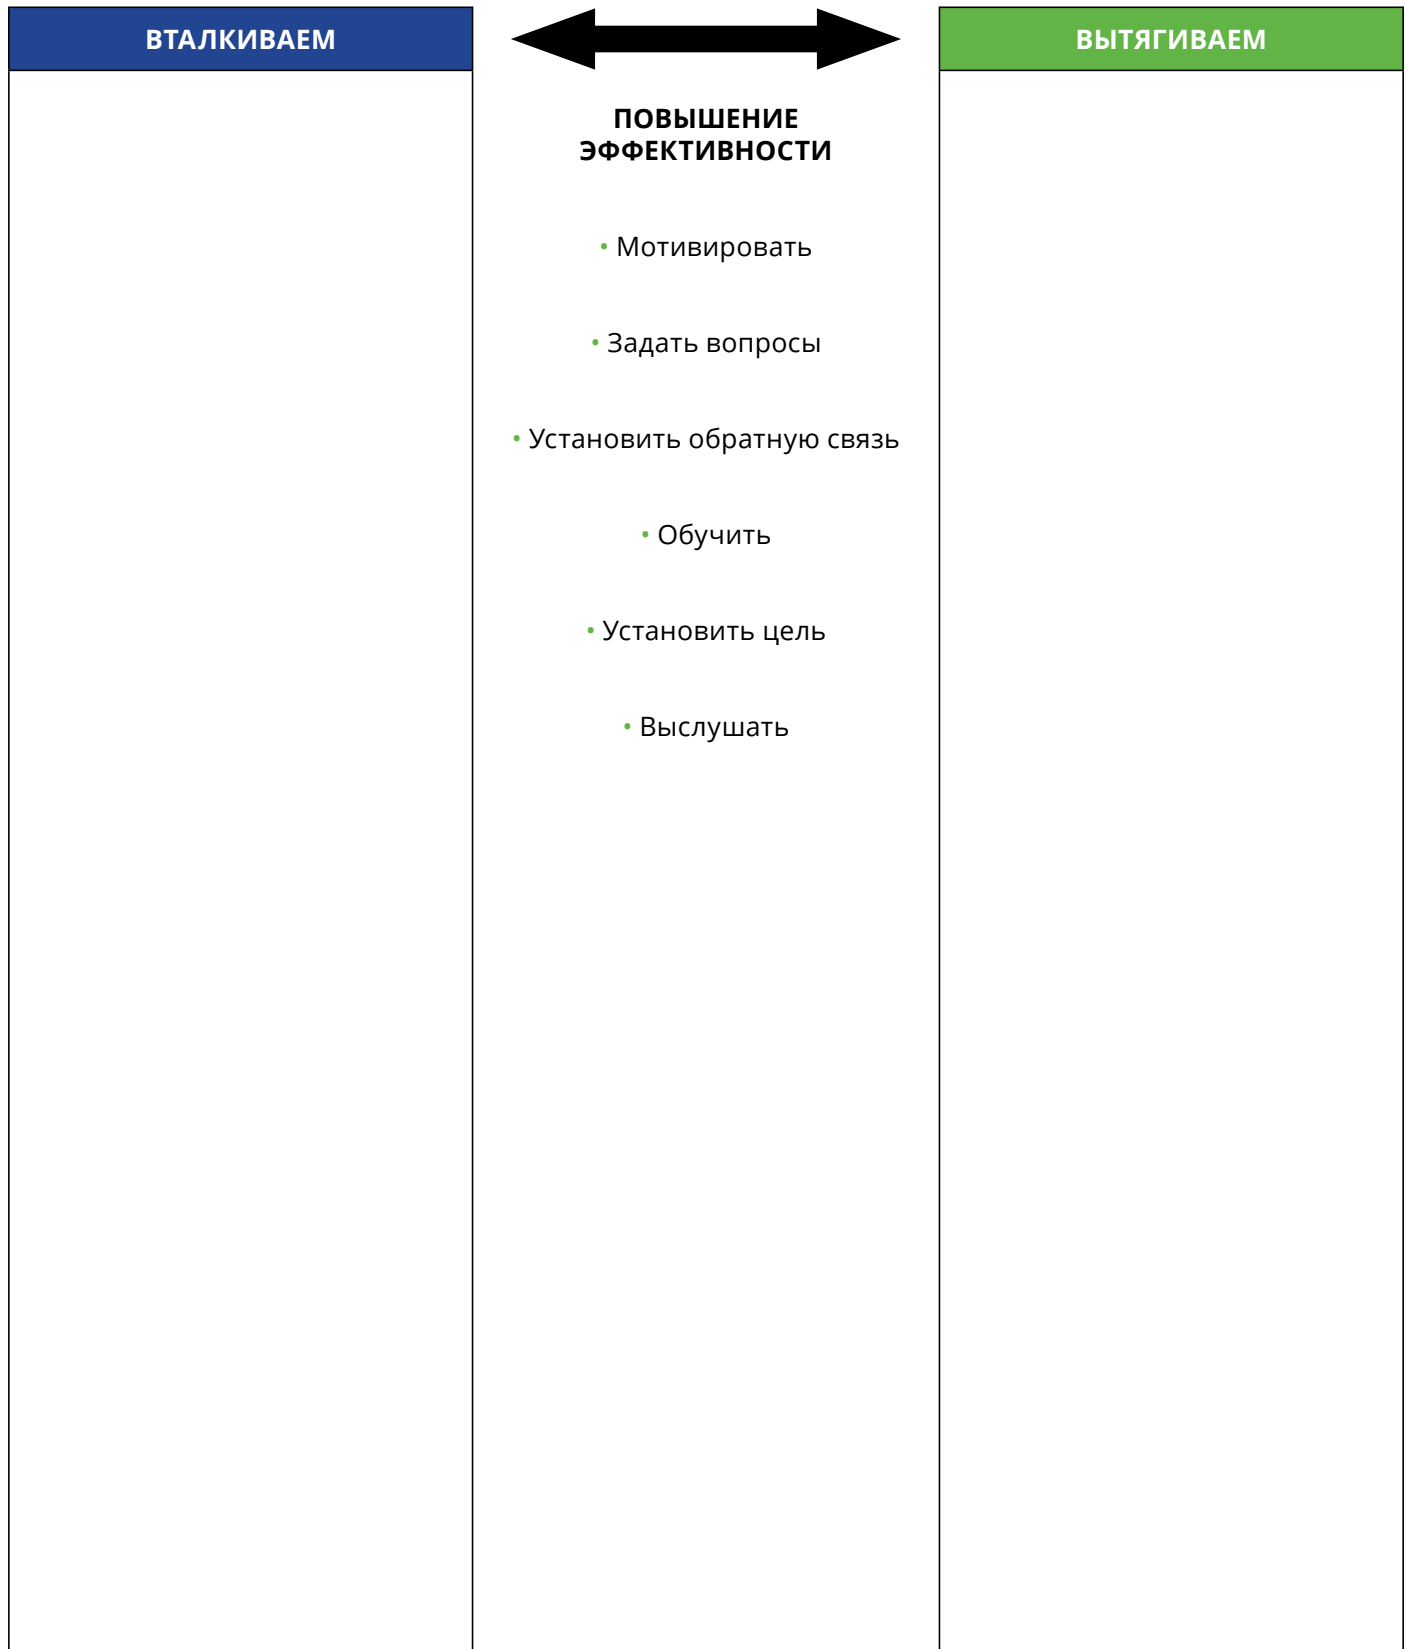 ВТАЛКИВАЕМ
ВЫТЯГИВАЕМ
ПОВЫШЕНИЕ
ЭФФЕКТИВНОСТИ
• Мотивировать
• Задать вопросы
• Установить обратную связь
• Обучить
• Установить цель
• Выслушать